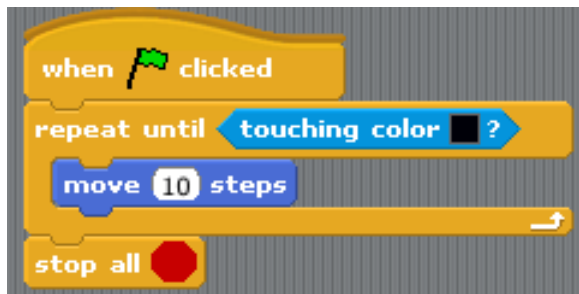 when clicked
repeat until touching color ?
move 10 steps
stop all